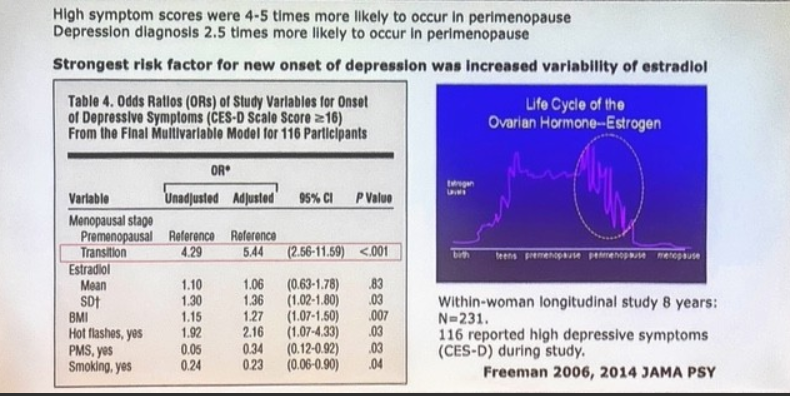 High symptom scores were 4-5 times more likely to occur in perimenopause
Depression diagnosis 2.5 times more likely to occur in perimenopause
Strongest risk factor for new onset of depression was increased variability of estradiol
Table 4. Odds Ratios (ORs) of Study Variables for Onset
of Depressive Symptoms (CES-D Scale Score ≥16)
From the Final Multivariable Model for 116 Participants
OR*
Variable Unadjusted Adjusted 95% CI P Value
Menopausal stage
Premenopausal Reference Reference
Transition 4.29 5.44 (2.56-11.59) <.001
Estradiol
Mean 1.10 1.06 (0.63-1.78) .83
SD† 1.30 1.36 (1.02-1.80) .03
BMI 1.15 1.27 (1.07-1.50) .007
Hot flashes, yes 1.92 2.16 (1.07-4.33) .03
PMS, yes 0.05 0.34 (0.12-0.92) .03
Smoking, yes 0.24 0.23 (0.06-0.90) .04
Life Cycle of the
Ovarian Hormone--Estrogen
Estrogen
Levels
birth teens premenopause perimenopause menopause
Within-woman longitudinal study 8 years:
N=231.
116 reported high depressive symptoms
(CES-D) during study.
Freeman 2006, 2014 JAMA PSY